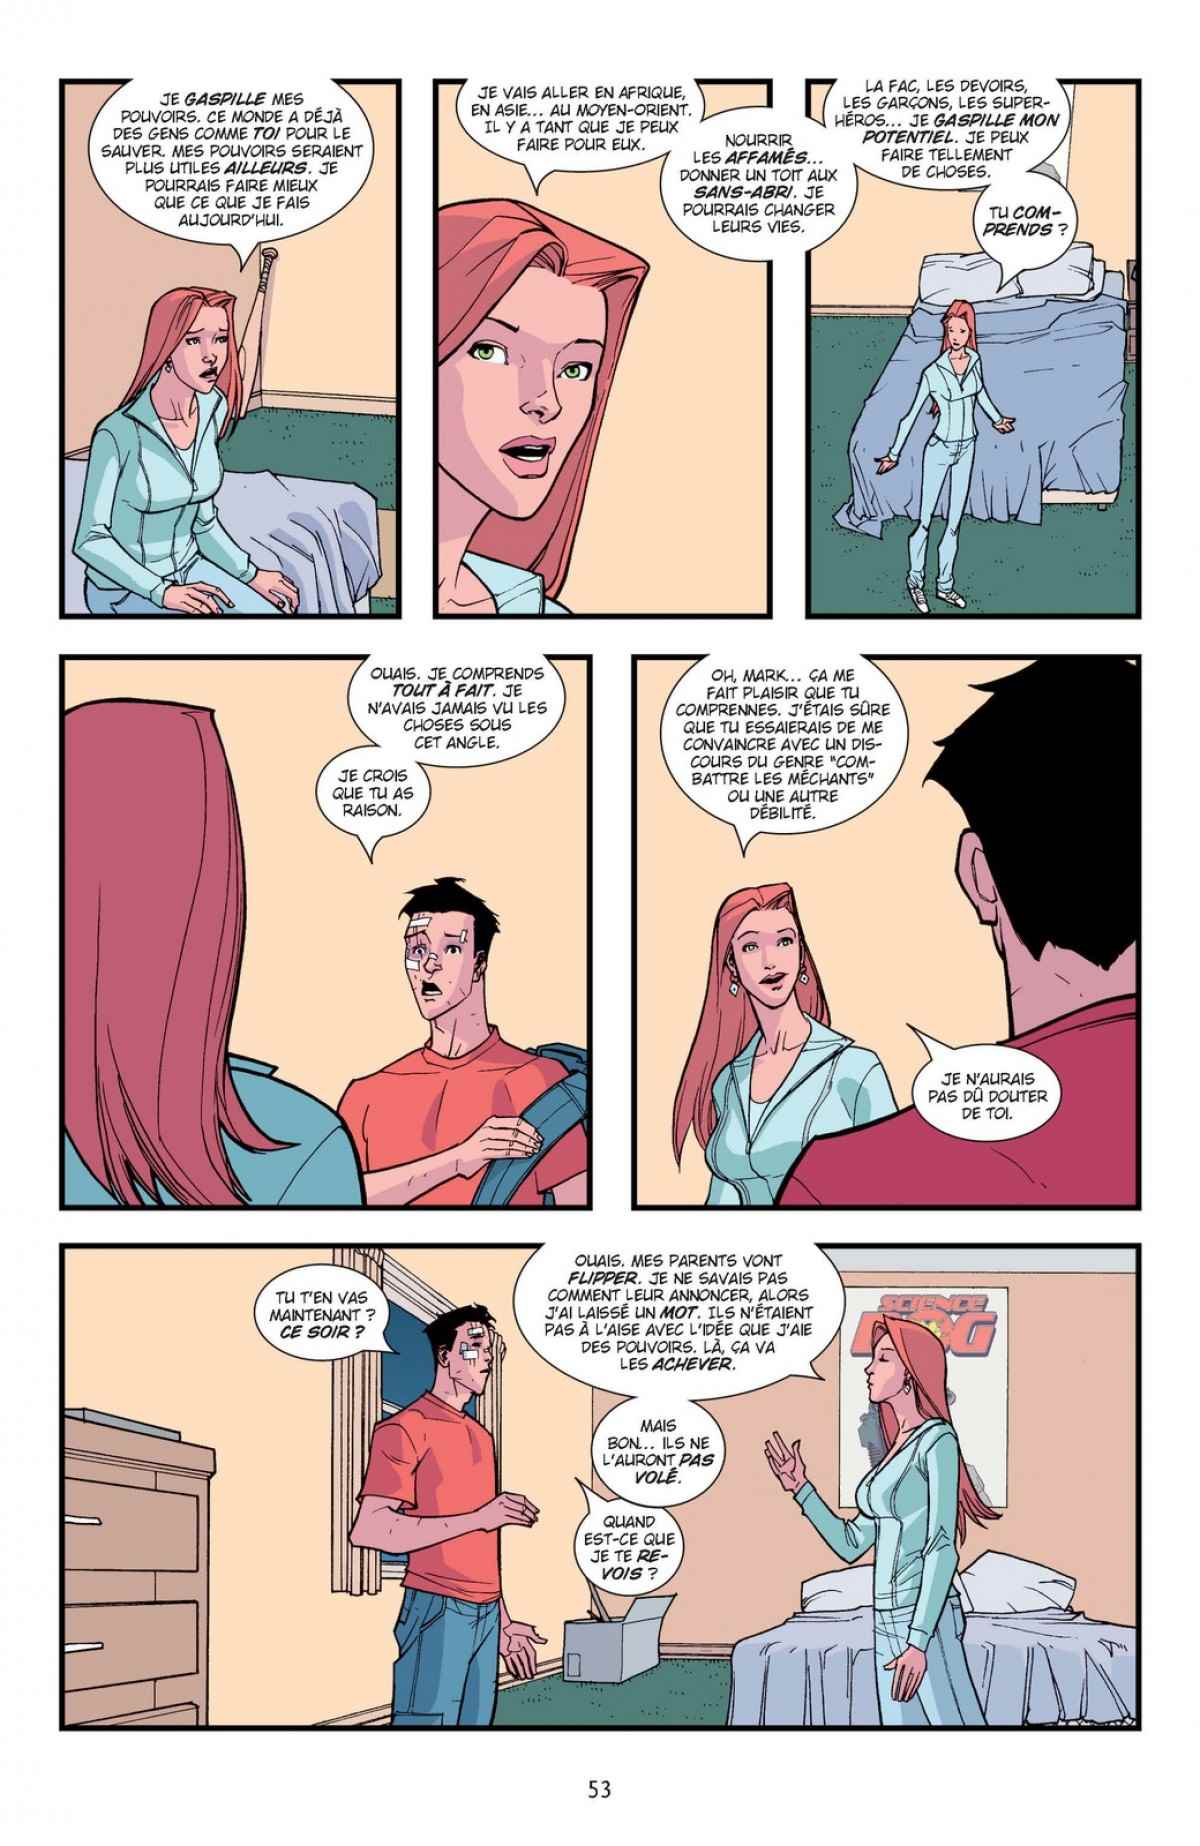 JE GASPILLE MES
POUVOIRS. CE MONDE A DÉJÀ
DES GENS COMME TOI POUR LE
SAUVER. MES POUVOIRS SERAIENT
PLUS UTILES AILLEURS. JE
POURRAIS FAIRE MIEUX
QUE CE QUE JE FAIS
AUJOURD'HUI.
JE VAIS ALLER EN AFRIQUE,
EN ASIE... AU MOYEN-ORIENT.
IL Y A TANT QUE JE PEUX
FAIRE POUR EUX.
NOURRIR
LES AFFAMÉS...
DONNER UN TOIT AUX
SANS-ABRI. JE
POURRAIS CHANGER
LEURS VIES.
LA FAC, LES DEVOIRS,
LES GARÇONS, LES SUPER-
HÉROS... JE GASPILLE MON
POTENTIEL. JE PEUX
FAIRE TELLEMENT
DE CHOSES.
TU COM-
PRENDS ?
OUAIS. JE COMPRENDS
TOUT À FAIT. JE
N'AVAIS JAMAIS VU LES
CHOSES SOUS
CET ANGLE.
JE CROIS
QUE TU AS
RAISON.
OH, MARK... ÇA ME
FAIT PLAISIR QUE TU
COMPRENNES. J'ÉTAIS SÛRE
QUE TU ESSAIERAIS DE ME
CONVAINCRE AVEC UN DIS-
COURS DU GENRE "COM-
BATTRE LES MÉCHANTS"
OU UNE AUTRE
DÉBILITÉ.
JE N'AURAIS
PAS DÛ DOUTER
DE TOI.
TU T'EN VAS
MAINTENANT ?
CE SOIR ?
OUAIS. MES PARENTS VONT
FLIPPER. JE NE SAVAIS PAS
COMMENT LEUR ANNONCER, ALORS
J'AI LAISSÉ UN MOT. ILS N'ÉTAIENT
PAS À L'AISE AVEC L'IDÉE QUE J'AIE
DES POUVOIRS. LÀ, ÇA VA
LES ACHEVER.
MAIS
BON... ILS NE
L'AURONT PAS
VOLÉ.
QUAND
EST-CE QUE
JE TE RE-
VOIS ?
SCIENCE
DOG
53